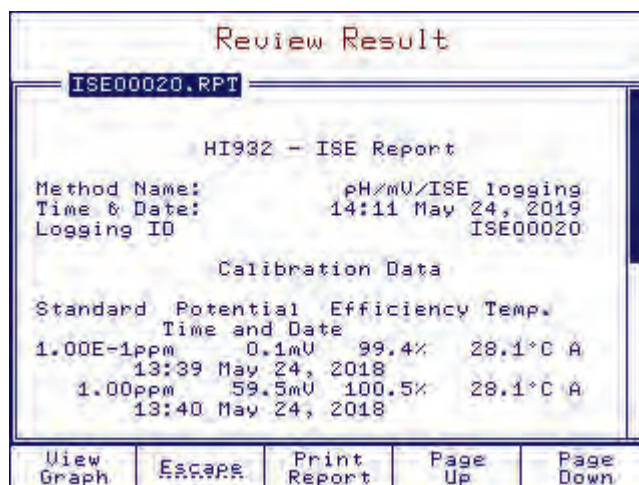 Review Result
ISE00020.RPT
HI932 - ISE Report
Method Name: pH/mV/ISE logging
Time & Date: 14:11 May 24, 2019
Logging ID ISE00020
Calibration Data
Standard Potential Efficiency Temp.
Time and Date
1.00E-1ppm 0.1mV 99.4% 28.1°C A
13:39 May 24, 2018
1.00ppm 59.5mV 100.5% 28.1°C A
13:40 May 24, 2018
View Graph Escape Print Report Page Up Page Down